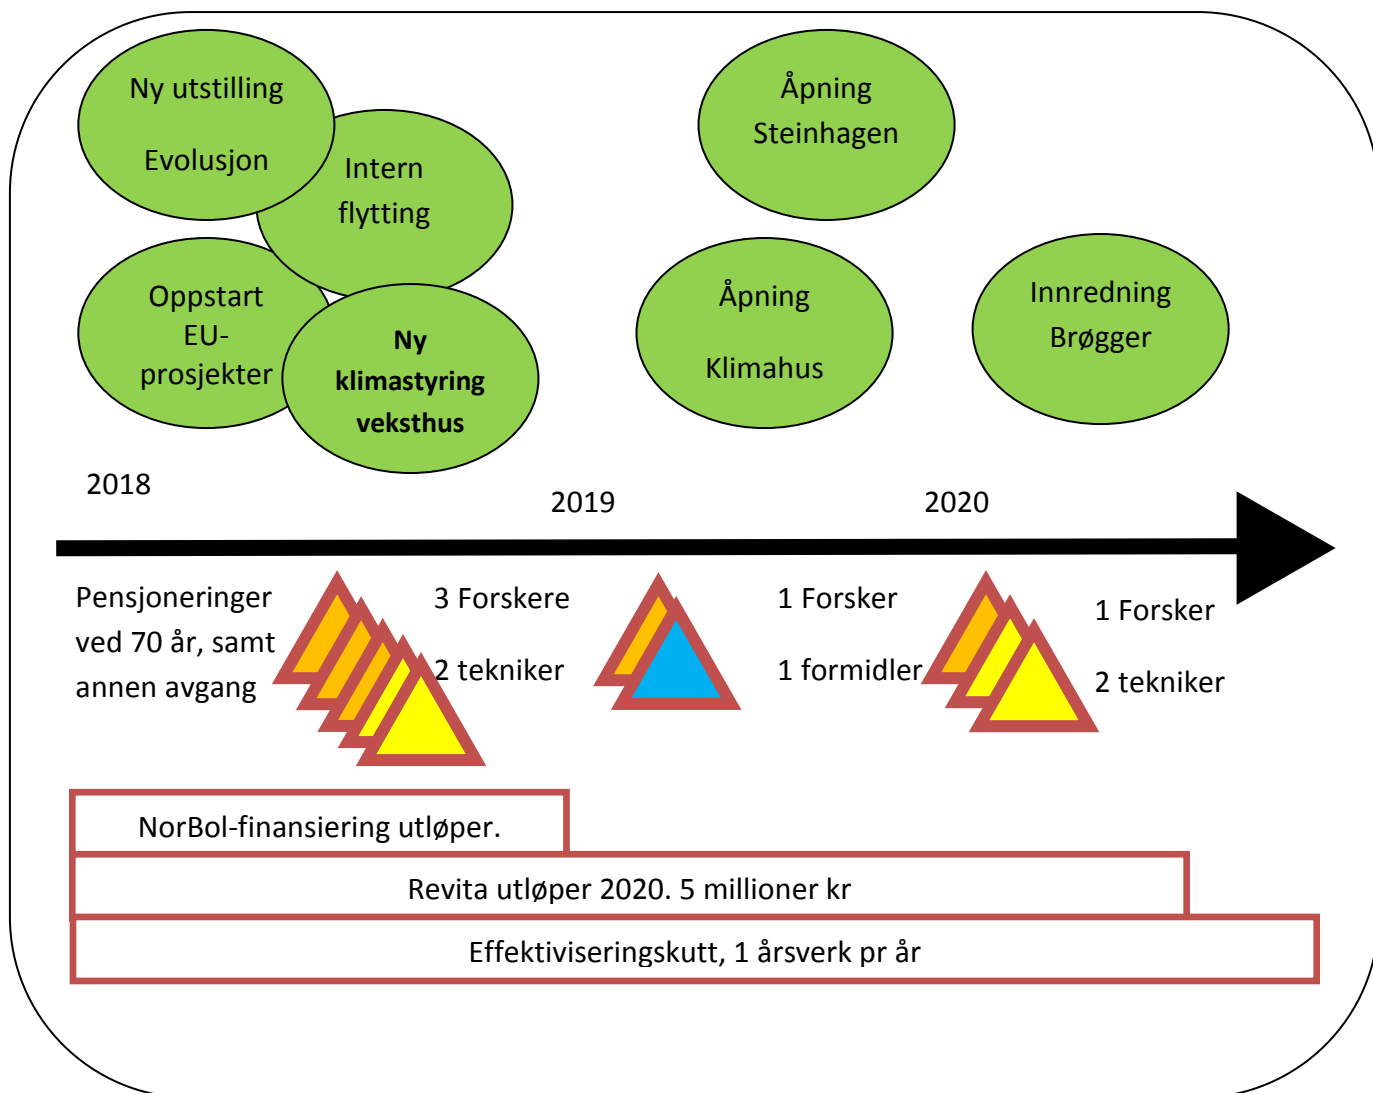 Ny utstilling
Evolusjon
Intern
flytting
Oppstart
EU-
prosjekter
Ny
klimastyring
veksthus
Åpning
Steinhagen
Åpning
Klimahus
Innredning
Brøgger
2018
2019
2020
Pensjoneringer
ved 70 år, samt
annen avgang
3 Forskere
2 tekniker
1 Forsker
1 formidler
1 Forsker
2 tekniker
NorBol-finansiering utløper.
Revita utløper 2020. 5 millioner kr
Effektiviseringskutt, 1 årsverk pr år